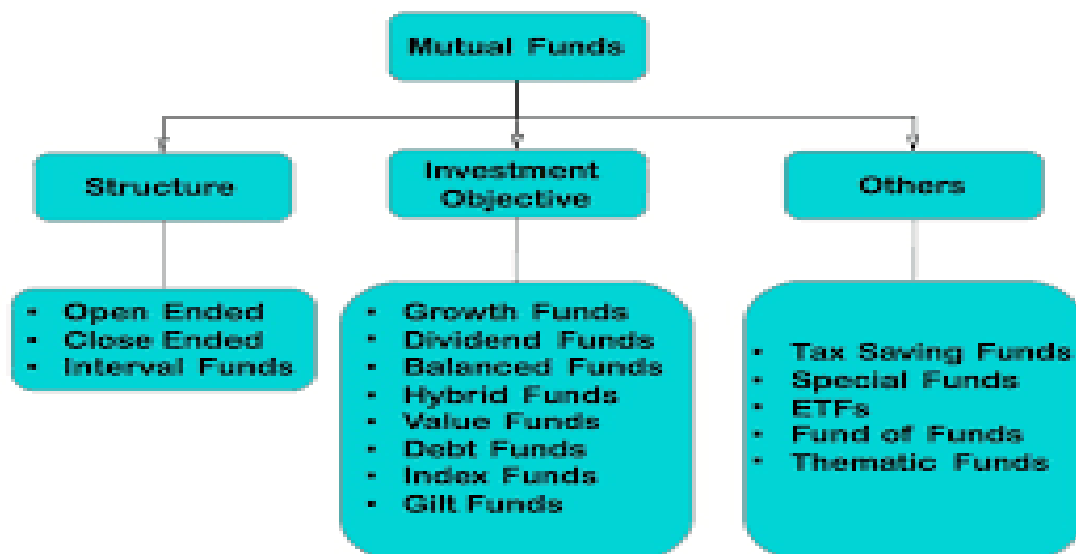 Mutual Funds
Structure
Investment
Objective
Others
• Open Ended
• Close Ended
• Interval Funds
• Growth Funds
• Dividend Funds
• Balanced Funds
• Hybrid Funds
• Value Funds
• Debt Funds
• Index Funds
• Gilt Funds
• Tax Saving Funds
• Special Funds
• ETFs
• Fund of Funds
• Thematic Funds